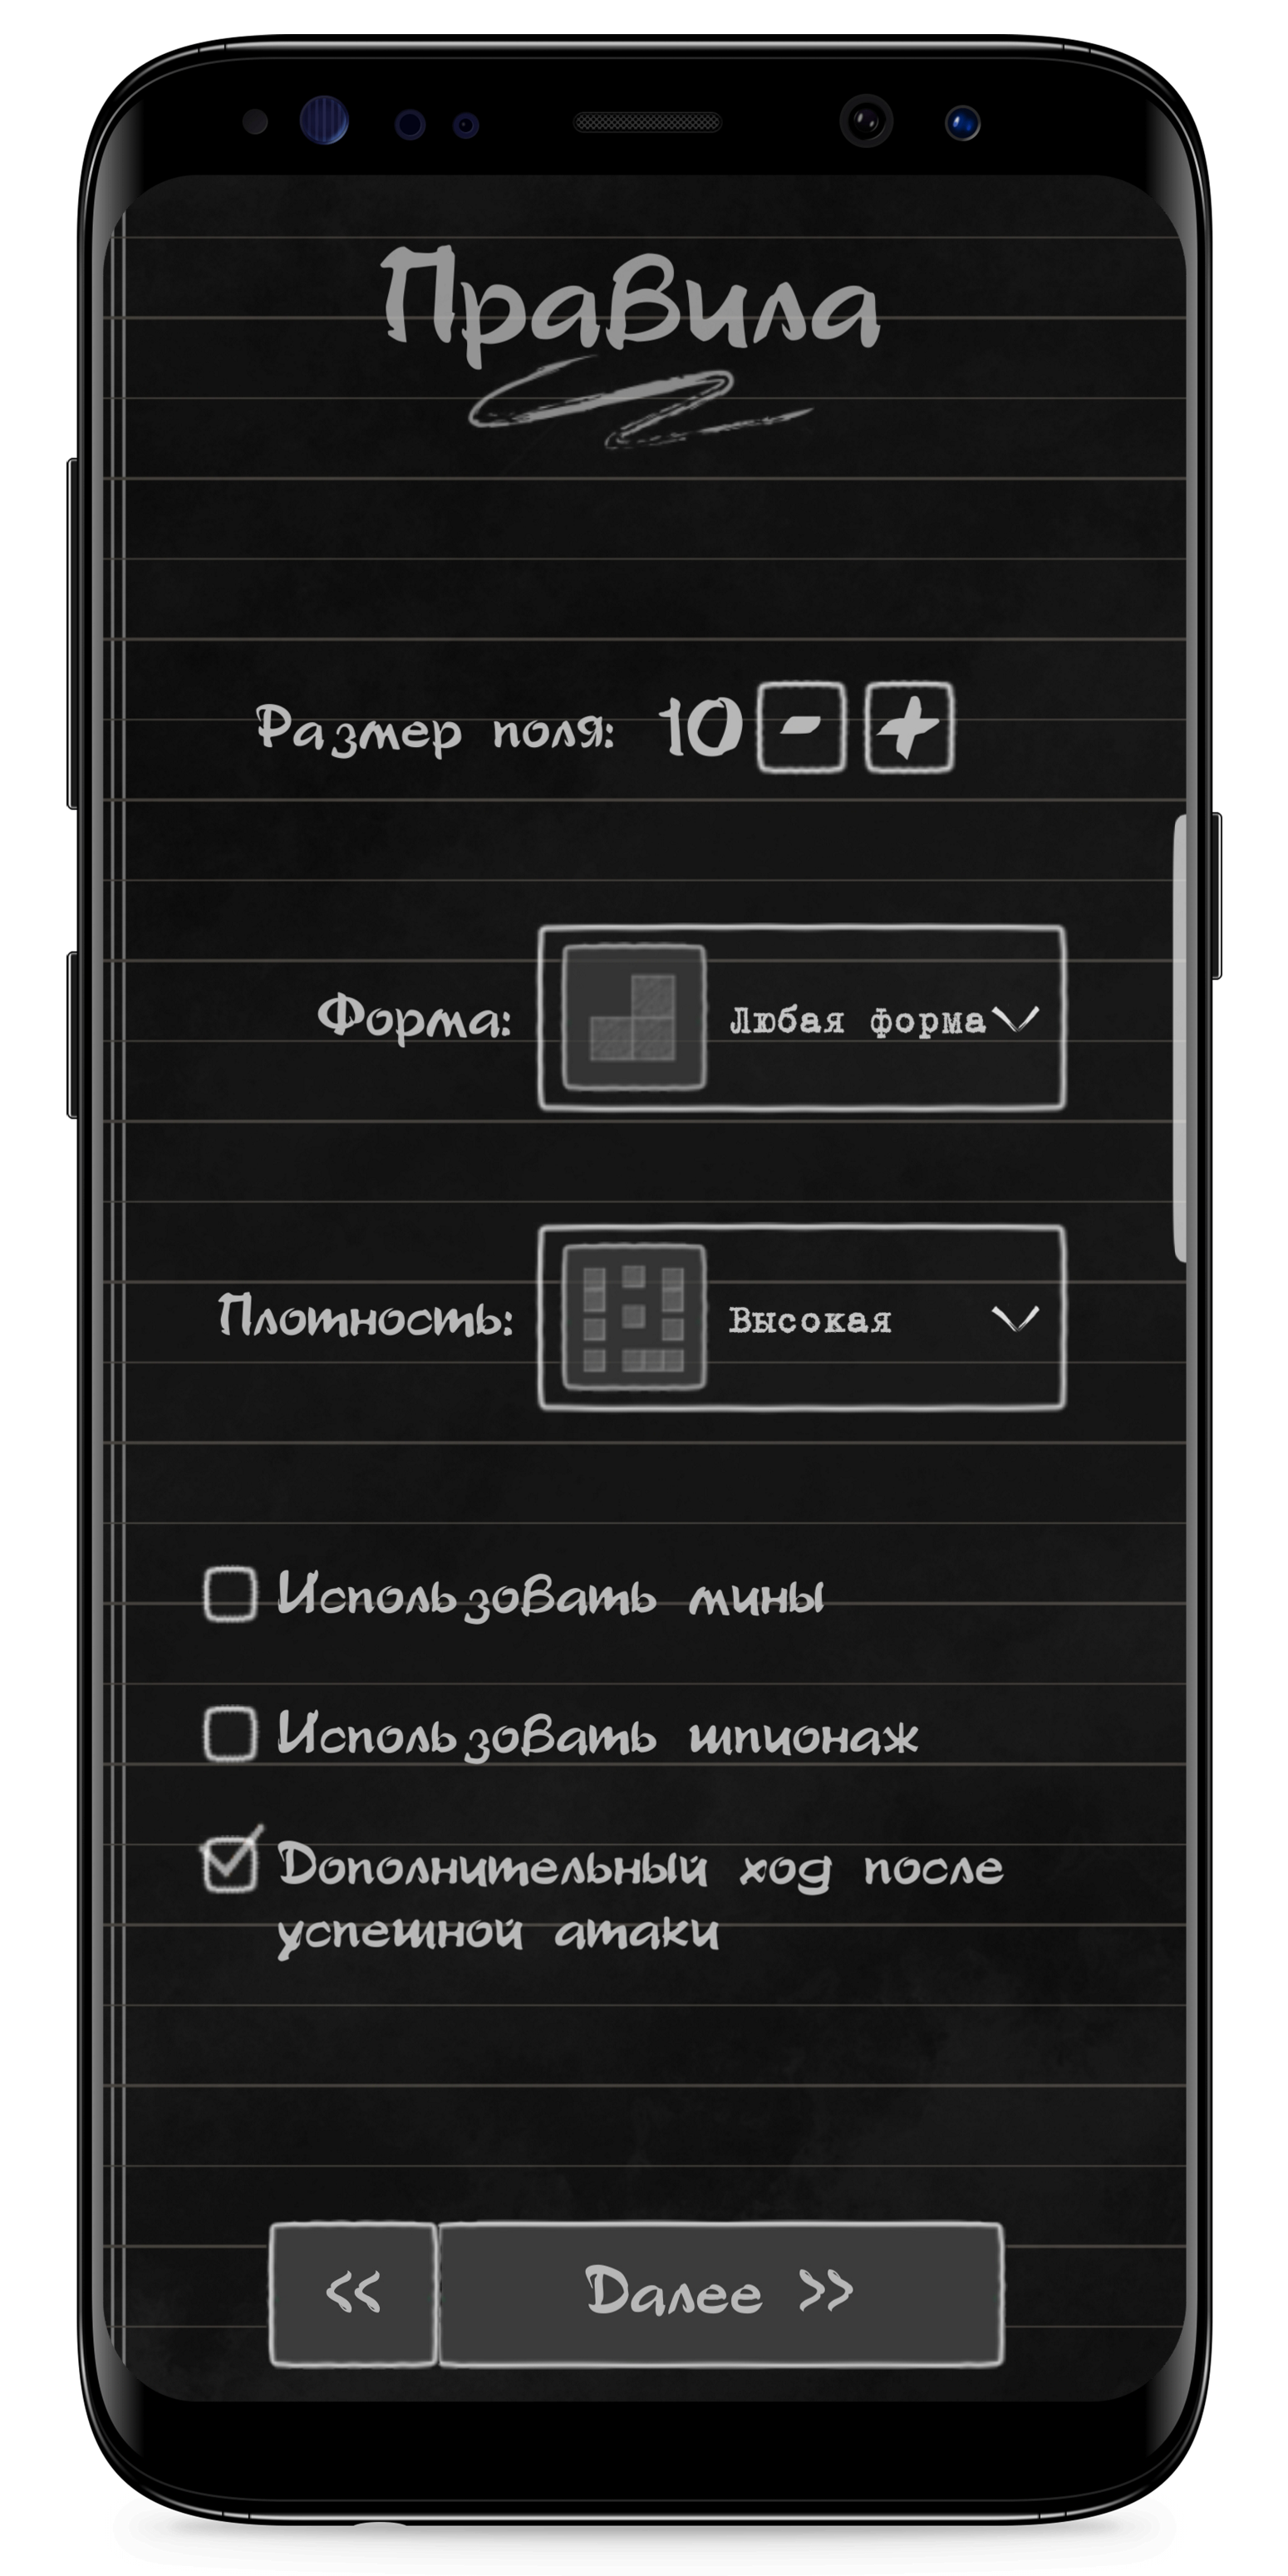 Правила
Размер поля: 10 - +
Форма: Любая форма
Плотность: Высокая
Использовать мины
Использовать шпионаж
Дополнительный ход после
успешной атаки
<< Далее >>